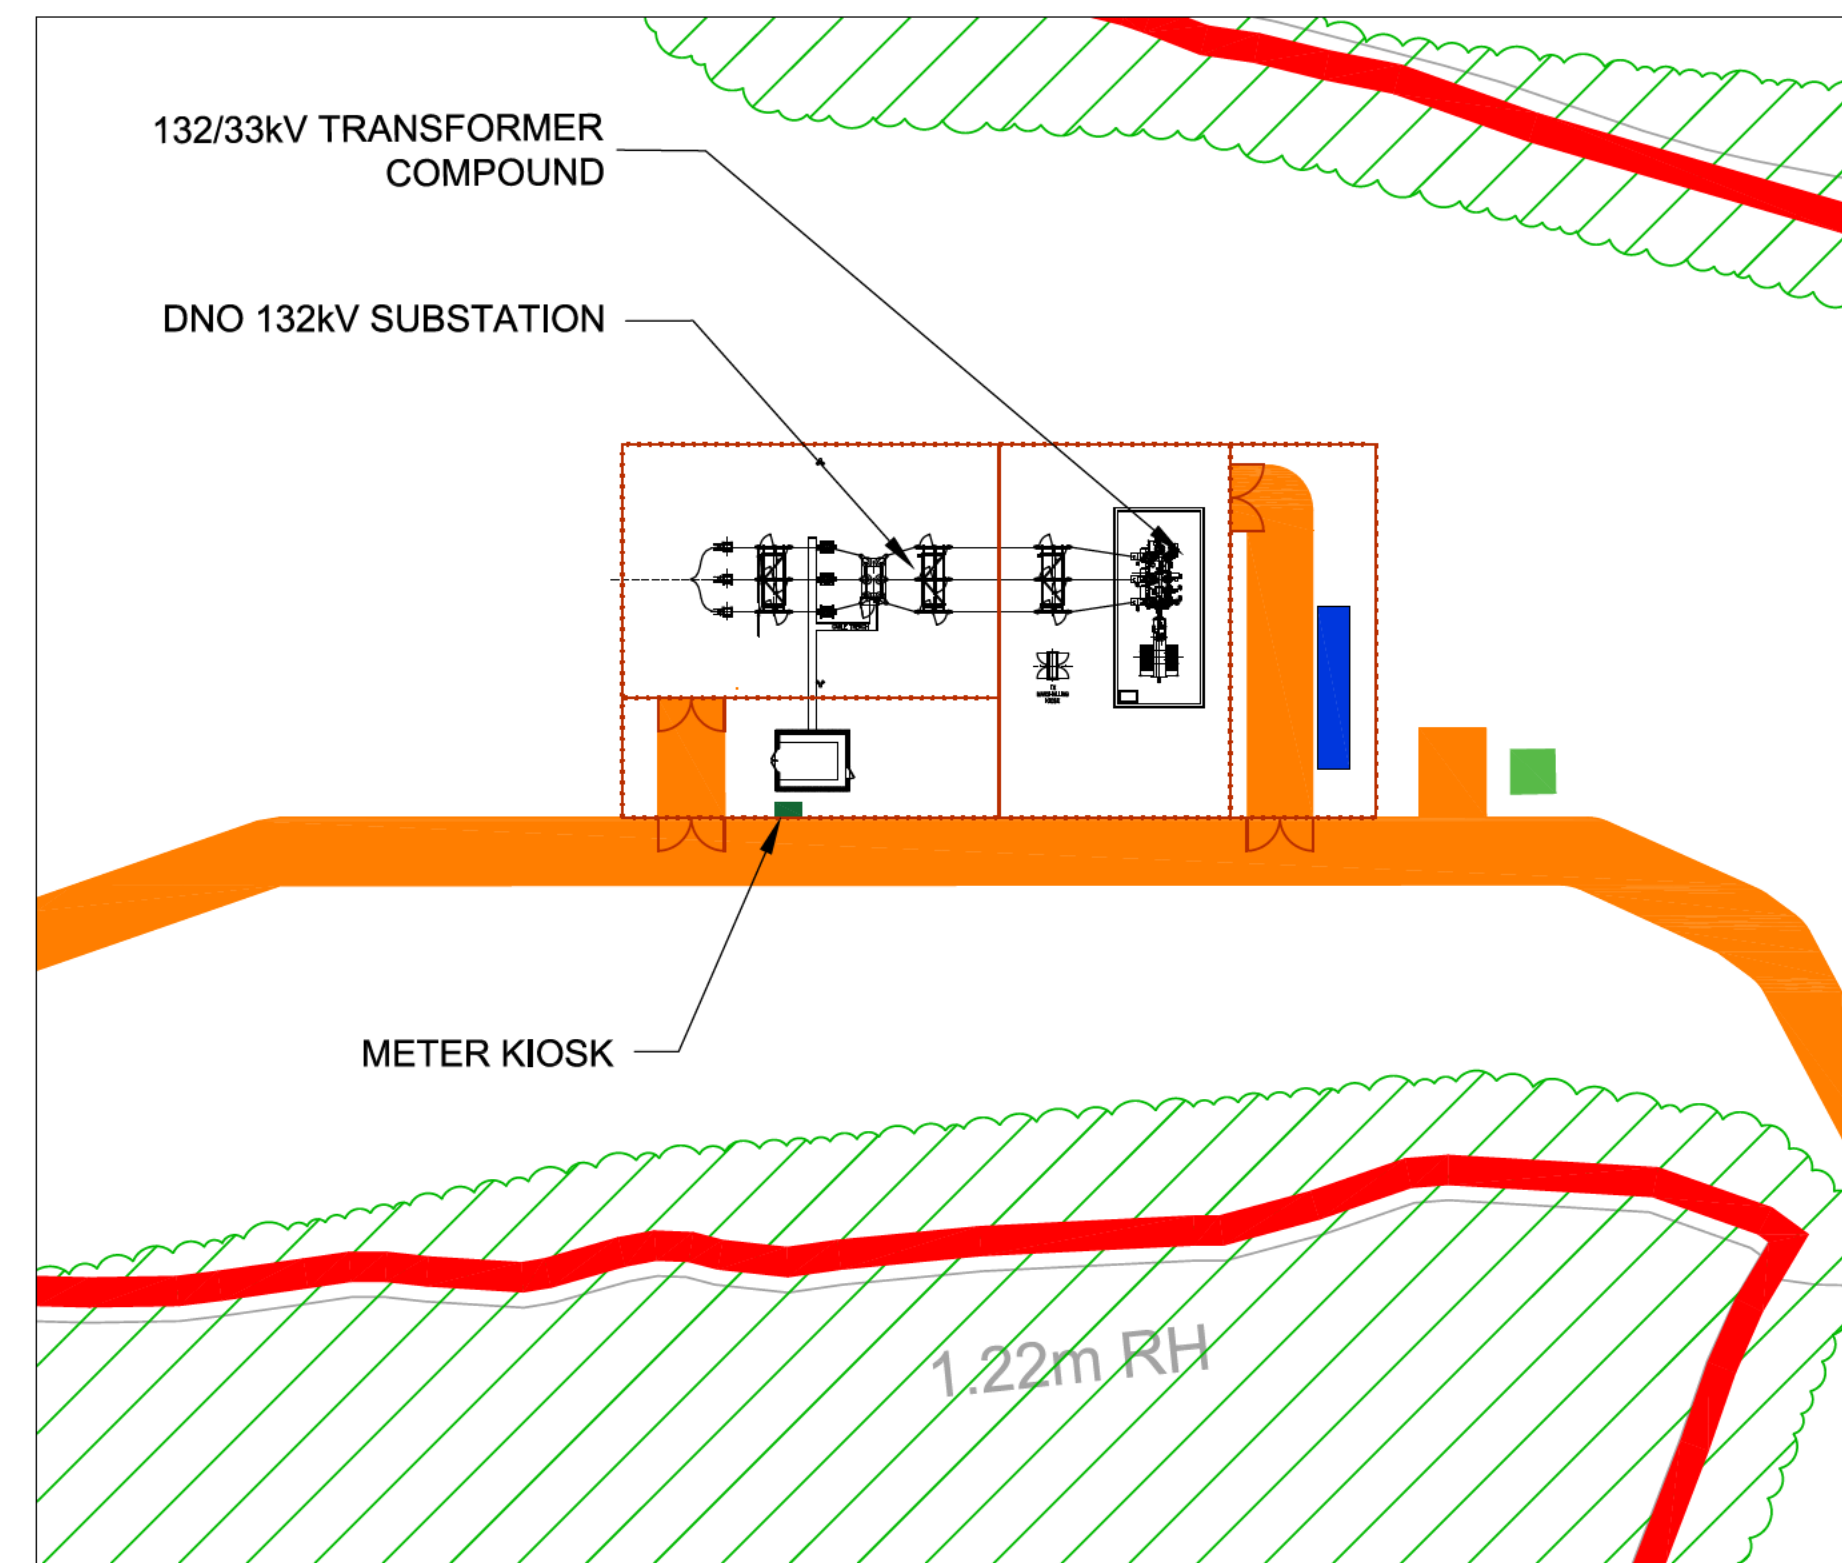 132/33kV TRANSFORMER
COMPOUND
DNO 132kV SUBSTATION
METER KIOSK
1.22m RH